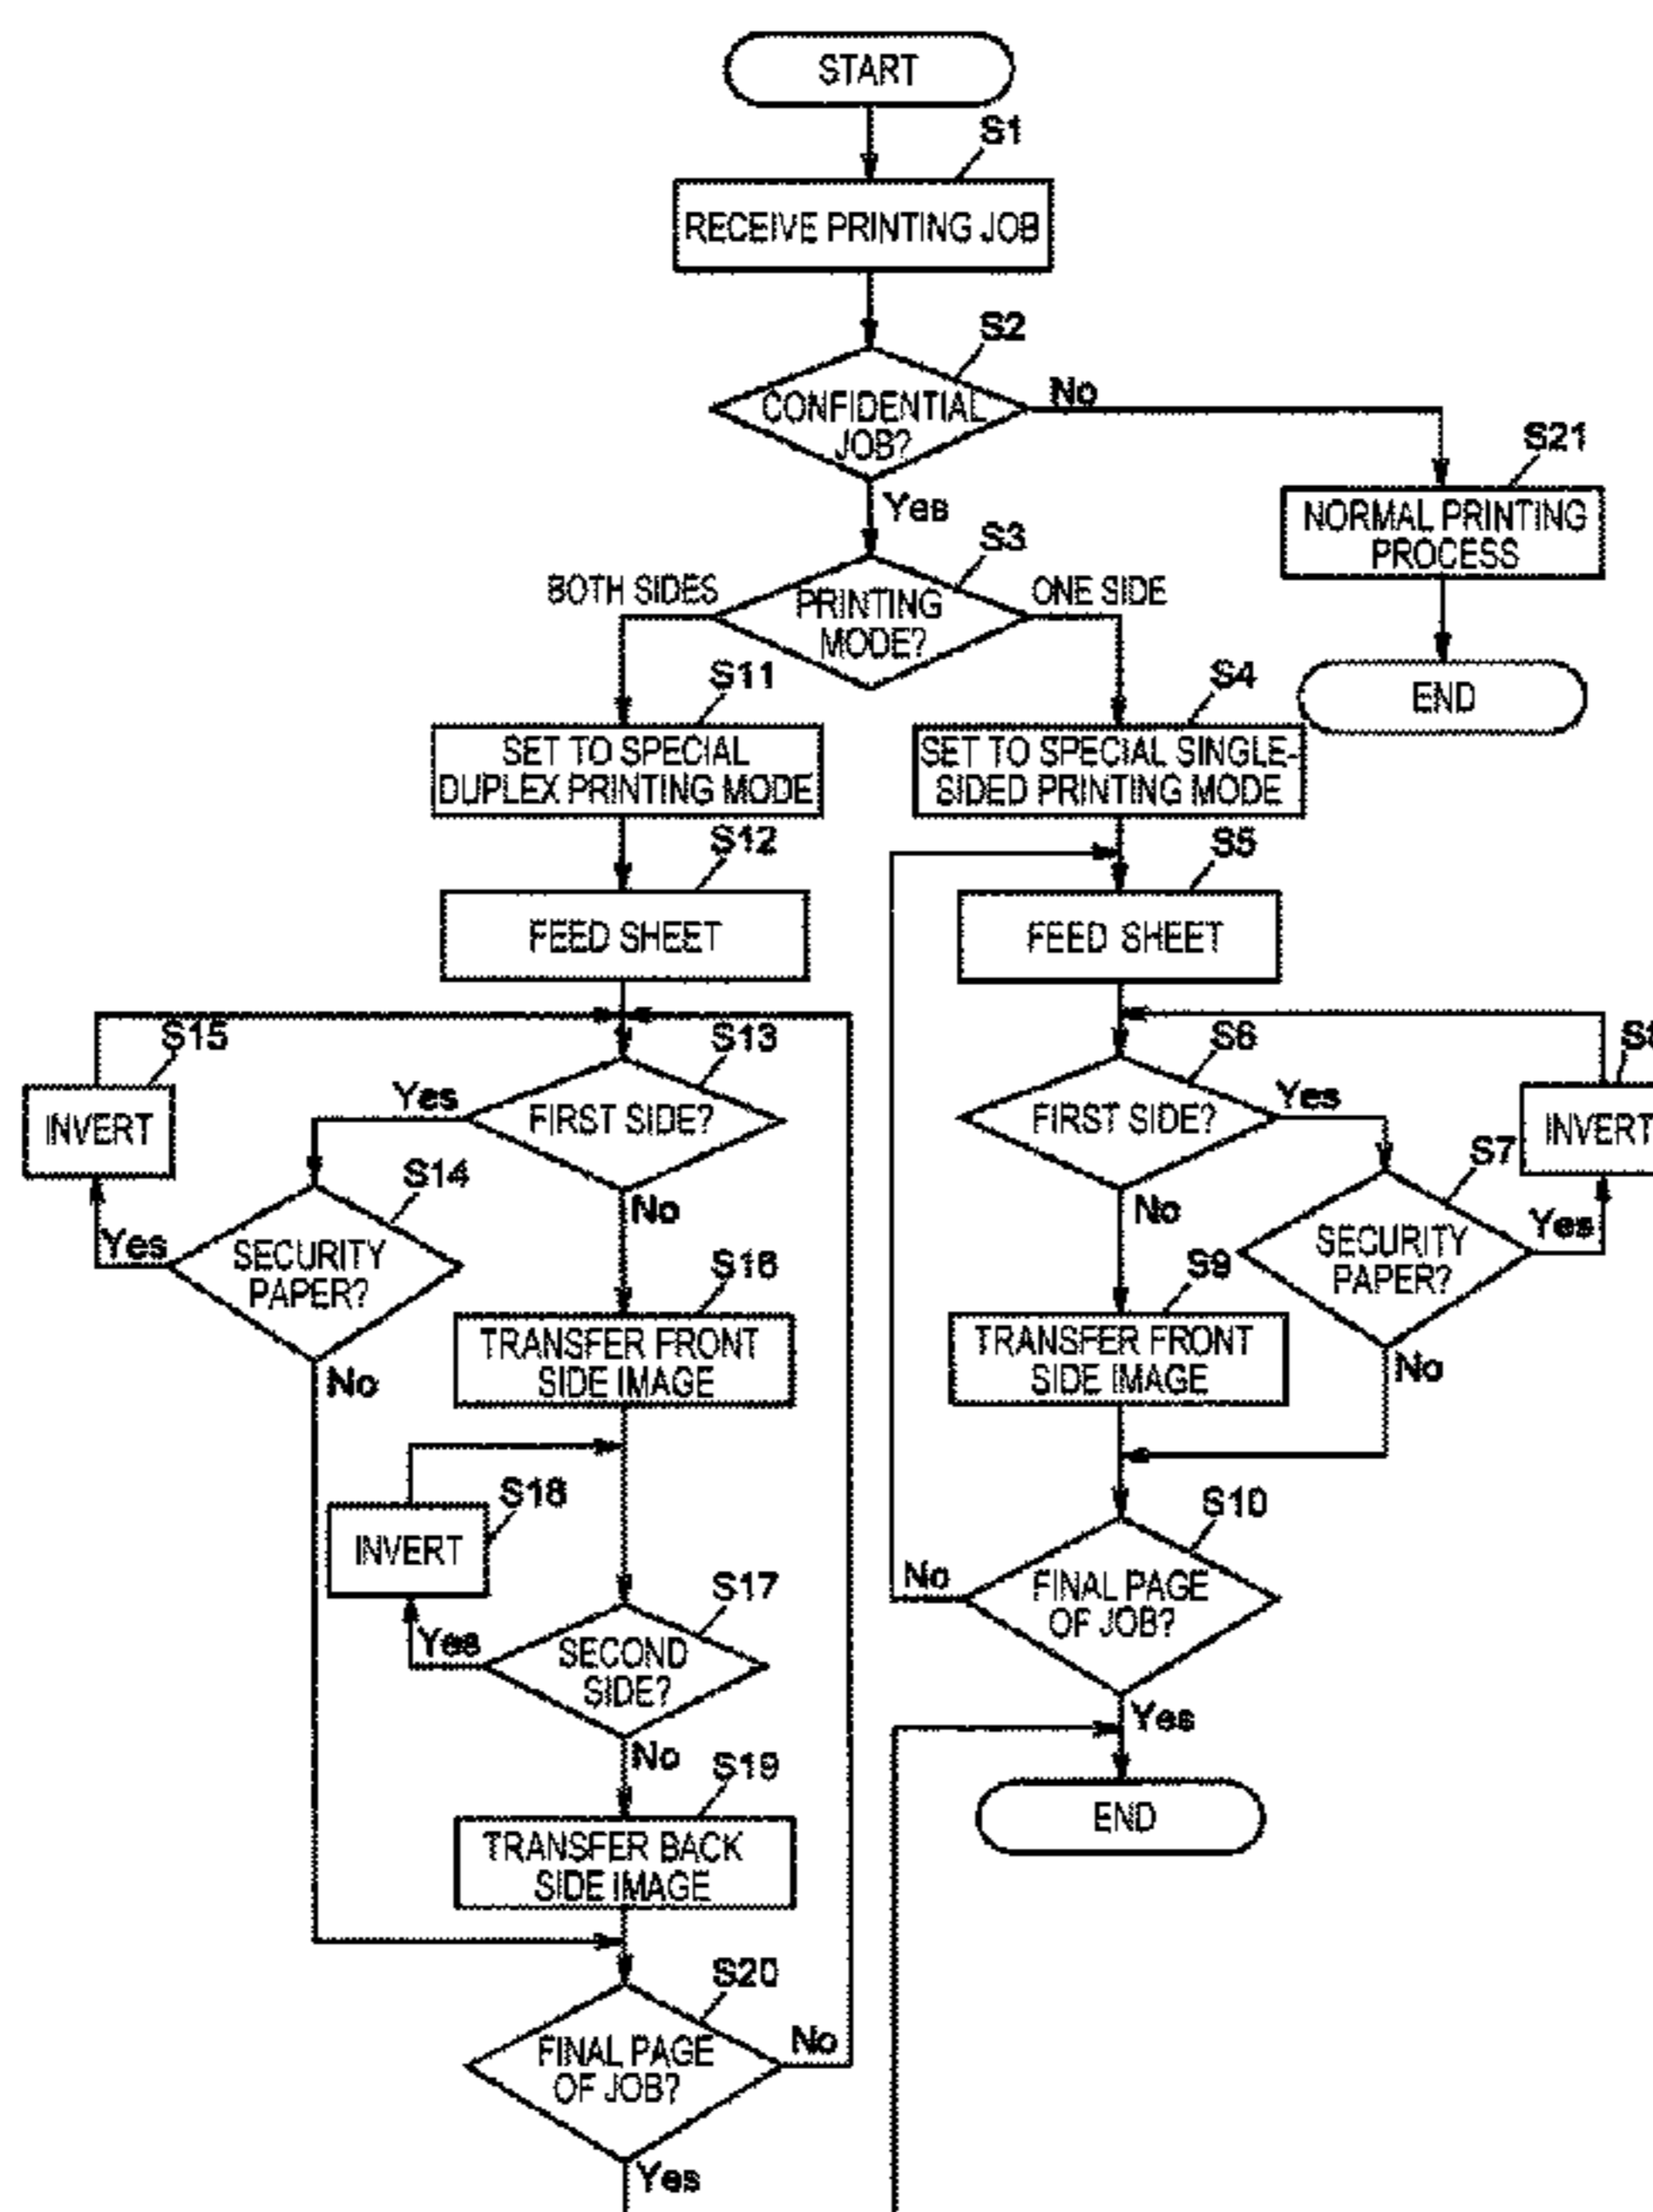 START
S1
RECEIVE PRINTING JOB
S2
CONFIDENTIAL
JOB?
No
Yes
S21
NORMAL PRINTING
PROCESS
END
S3
BOTH SIDES
PRINTING
MODE?
ONE SIDE
S11
SET TO SPECIAL
DUPLEX PRINTING MODE
S4
SET TO SPECIAL SINGLE-
SIDED PRINTING MODE
S12
FEED SHEET
S5
FEED SHEET
S15
INVERT
S13
FIRST SIDE?
Yes
No
S14
SECURITY
PAPER?
Yes
No
S6
FIRST SIDE?
Yes
No
S7
SECURITY
PAPER?
Yes
No
INVERT
S16
TRANSFER FRONT
SIDE IMAGE
S9
TRANSFER FRONT
SIDE IMAGE
S18
INVERT
S17
SECOND
SIDE?
Yes
No
S10
FINAL PAGE
OF JOB?
No
Yes
END
S19
TRANSFER BACK
SIDE IMAGE
S20
FINAL PAGE
OF JOB?
No
Yes